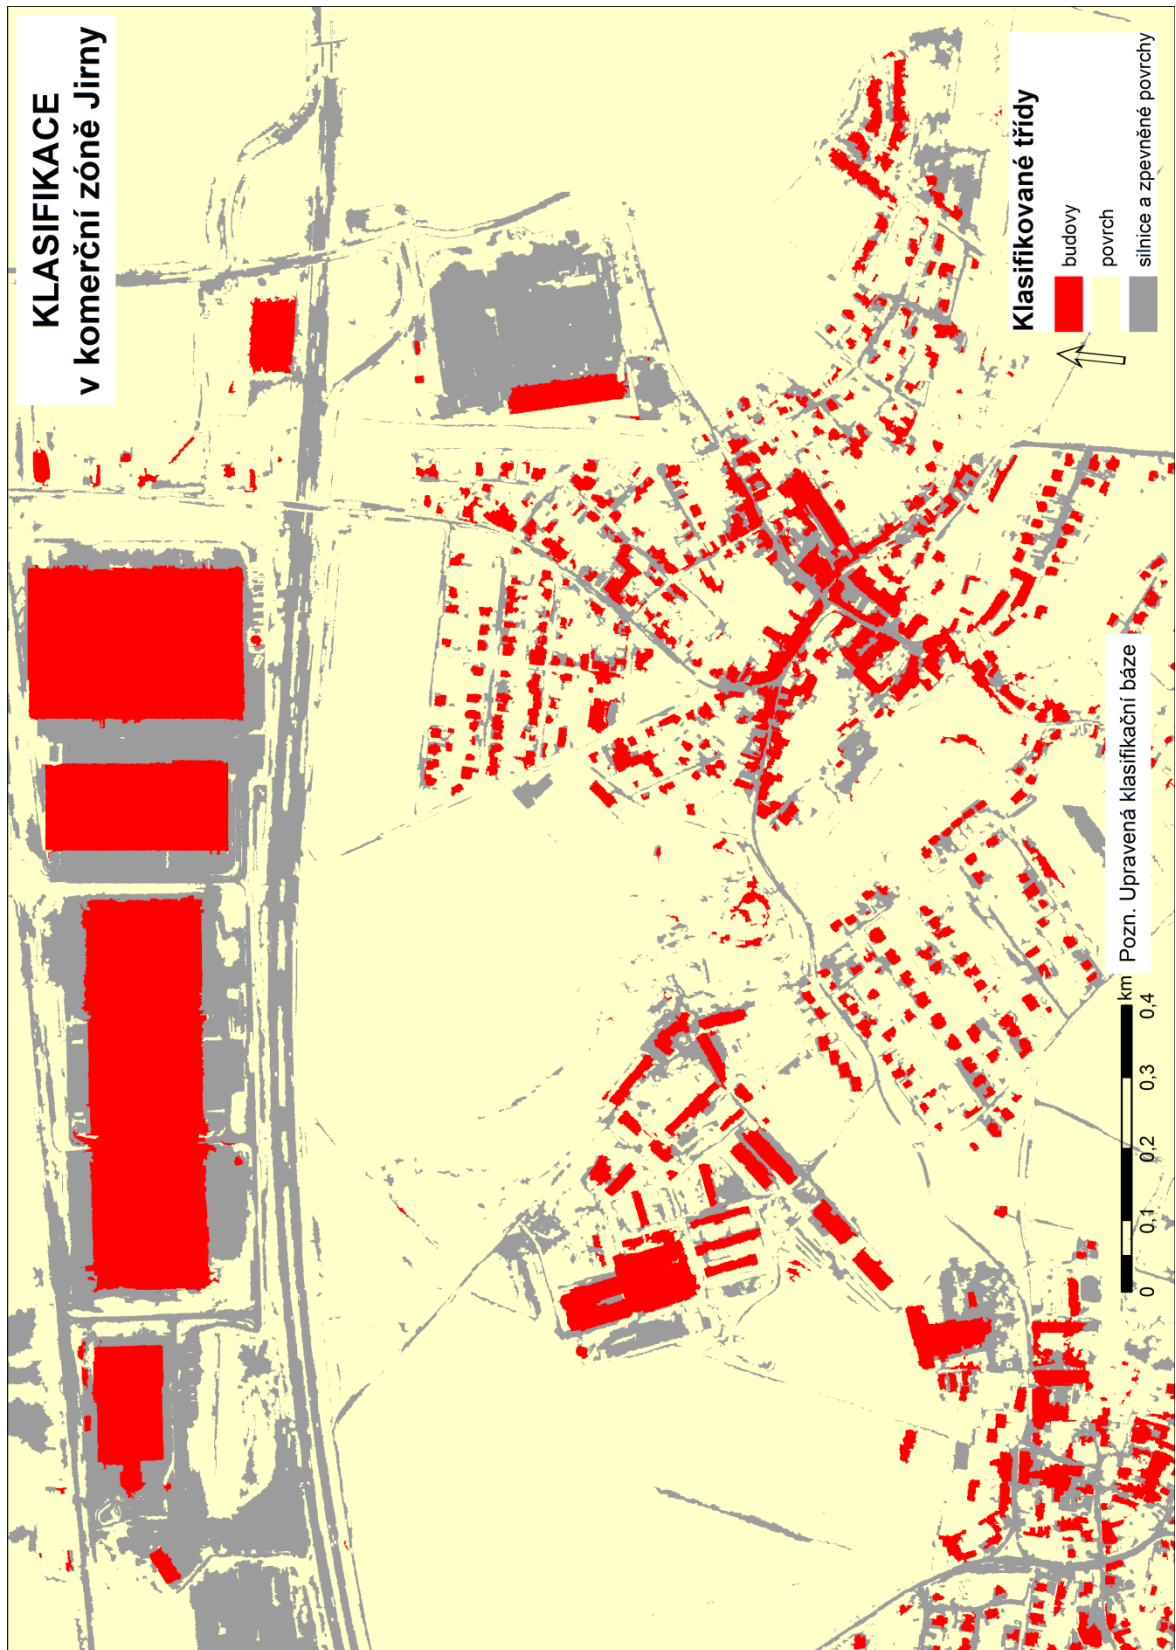 KLASIFIKACE
v komerční zóně Jirny
Klasifikované třídy
budovy
povrch
silnice a zpevněné povrchy
0 0,1 0,2 0,3 0,4
km
Pozn. Upravená klasifikační báze